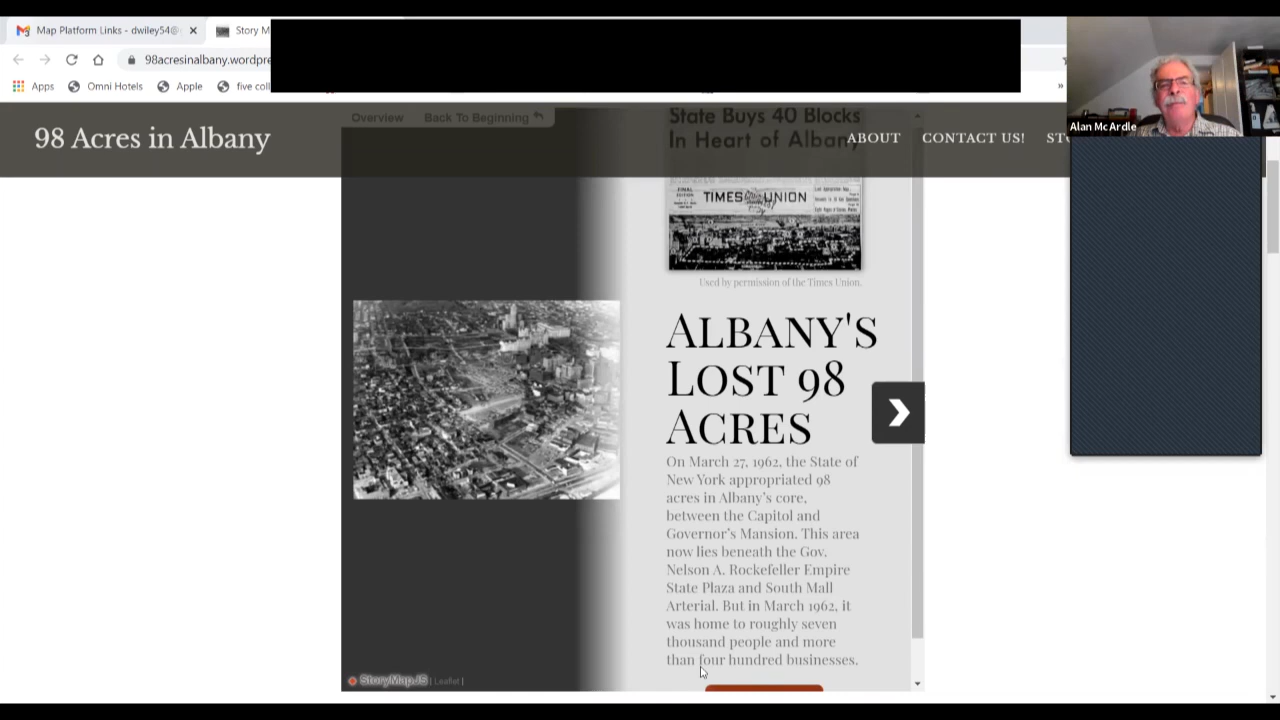 Map Platform Links - dwiley54@
Story M
98acresinalbany.wordpre
Apps
Omni Hotels
Apple
five coll
»
Alan McArdle
Overview
Back To Beginning
98 Acres in Albany
ABOUT
CONTACT US!
STO
State Buys 40 Blocks
In Heart of Albany
TIMES UNION
Used by permission of the Times Union.
ALBANY'S
LOST 98
ACRES
On March 27, 1962, the State of
New York appropriated 98
acres in Albany's core,
between the Capitol and
Governor's Mansion. This area
now lies beneath the Gov.
Nelson A. Rockefeller Empire
State Plaza and South Mall
Arterial. But in March 1962, it
was home to roughly seven
thousand people and more
than four hundred businesses.
StoryMapJS | Leaflet |